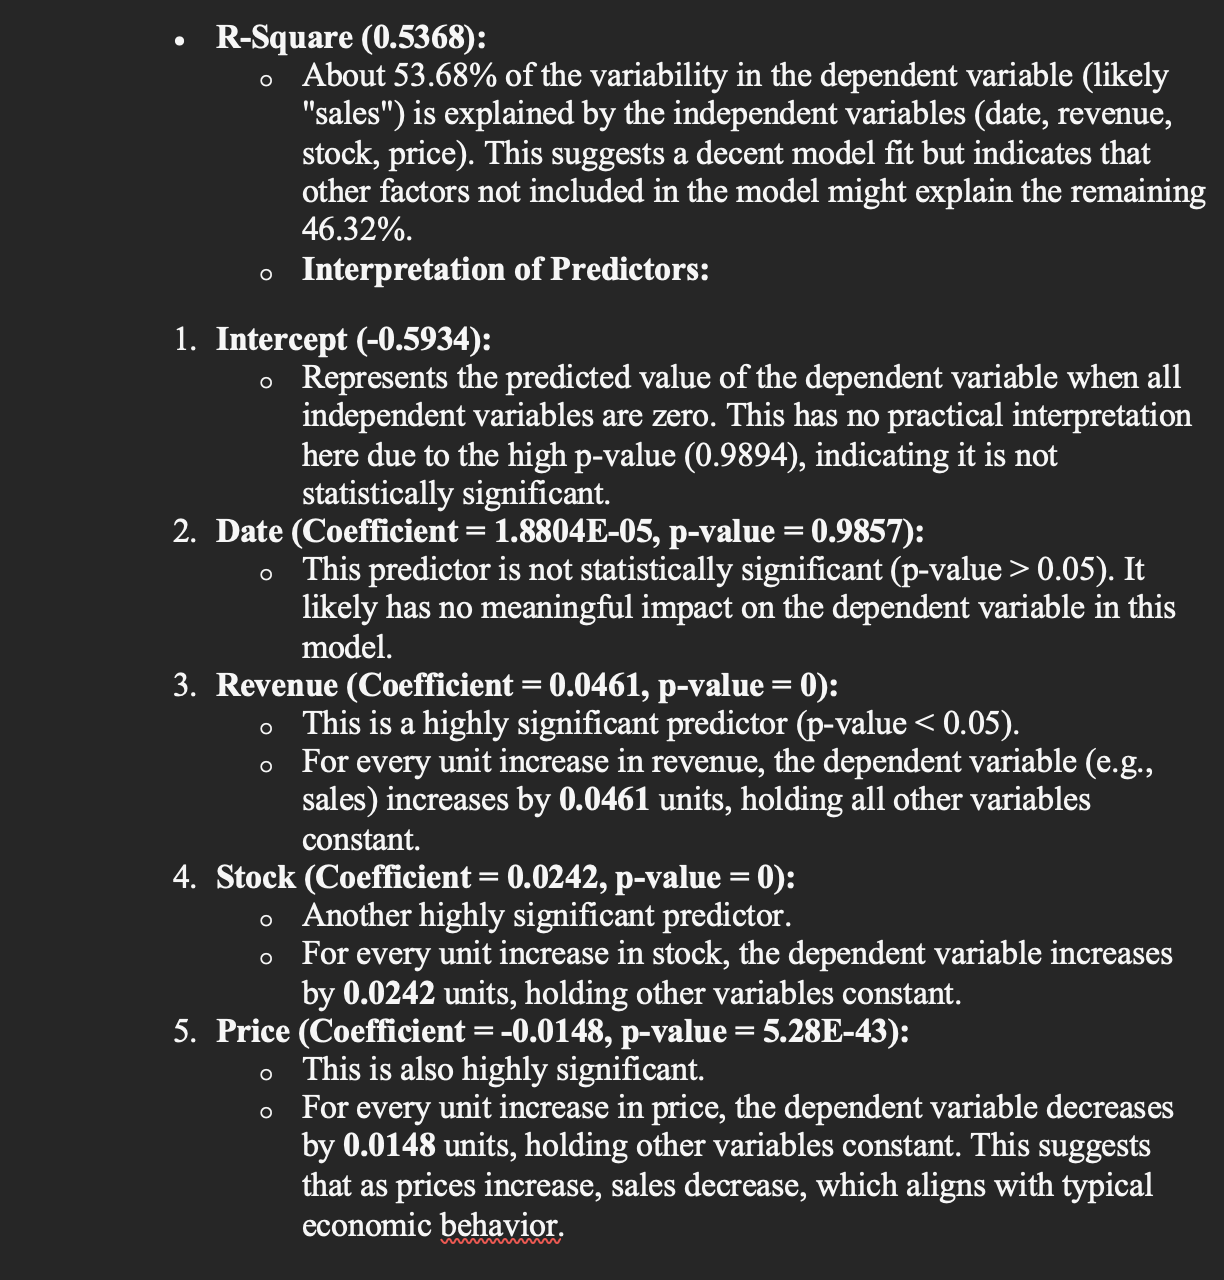 • R-Square (0.5368):
o About 53.68% of the variability in the dependent variable (likely
"sales") is explained by the independent variables (date, revenue,
stock, price). This suggests a decent model fit but indicates that
other factors not included in the model might explain the remaining
46.32%.
o Interpretation of Predictors:
1. Intercept (-0.5934):
o Represents the predicted value of the dependent variable when all
independent variables are zero. This has no practical interpretation
here due to the high p-value (0.9894), indicating it is not
statistically significant.
2. Date (Coefficient = 1.8804E-05, p-value = 0.9857):
o This predictor is not statistically significant (p-value > 0.05). It
likely has no meaningful impact on the dependent variable in this
model.
3. Revenue (Coefficient = 0.0461, p-value = 0):
o This is a highly significant predictor (p-value < 0.05).
o For every unit increase in revenue, the dependent variable (e.g.,
sales) increases by 0.0461 units, holding all other variables
constant.
4. Stock (Coefficient = 0.0242, p-value = 0):
o Another highly significant predictor.
o For every unit increase in stock, the dependent variable increases
by 0.0242 units, holding other variables constant.
5. Price (Coefficient = -0.0148, p-value = 5.28E-43):
o This is also highly significant.
o For every unit increase in price, the dependent variable decreases
by 0.0148 units, holding other variables constant. This suggests
that as prices increase, sales decrease, which aligns with typical
economic behavior.